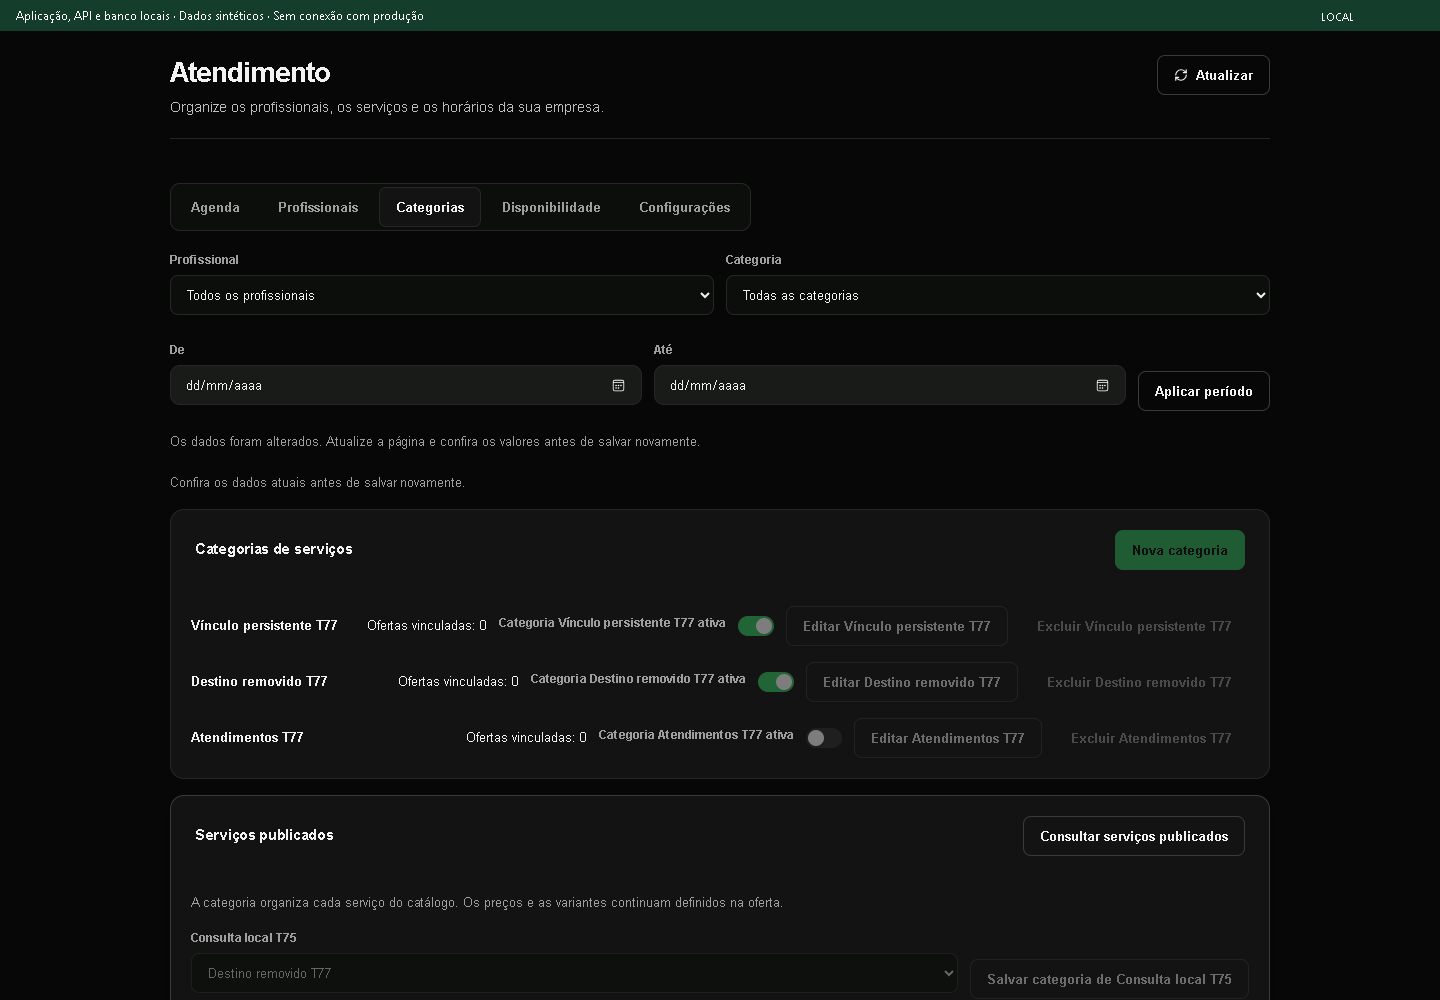 Aplicação, API e banco locais · Dados sintéticos · Sem conexão com produção
LOCAL
Atendimento
Atualizar
Organize os profissionais, os serviços e os horários da sua empresa.
Agenda
Profissionais
Categorias
Disponibilidade
Configurações
Profissional
Categoria
Todos os profissionais
Todas as categorias
De
Até
dd/mm/aaaa
dd/mm/aaaa
Aplicar período
Os dados foram alterados. Atualize a página e confira os valores antes de salvar novamente.
Confira os dados atuais antes de salvar novamente.
Categorias de serviços
Nova categoria
Vínculo persistente T77
Ofertas vinculadas: 0
Categoria Vínculo persistente T77 ativa
Editar Vínculo persistente T77
Excluir Vínculo persistente T77
Destino removido T77
Ofertas vinculadas: 0
Categoria Destino removido T77 ativa
Editar Destino removido T77
Excluir Destino removido T77
Atendimentos T77
Ofertas vinculadas: 0
Categoria Atendimentos T77 ativa
Editar Atendimentos T77
Excluir Atendimentos T77
Serviços publicados
Consultar serviços publicados
A categoria organiza cada serviço do catálogo. Os preços e as variantes continuam definidos na oferta.
Consulta local T75
Destino removido T77
Salvar categoria de Consulta local T75